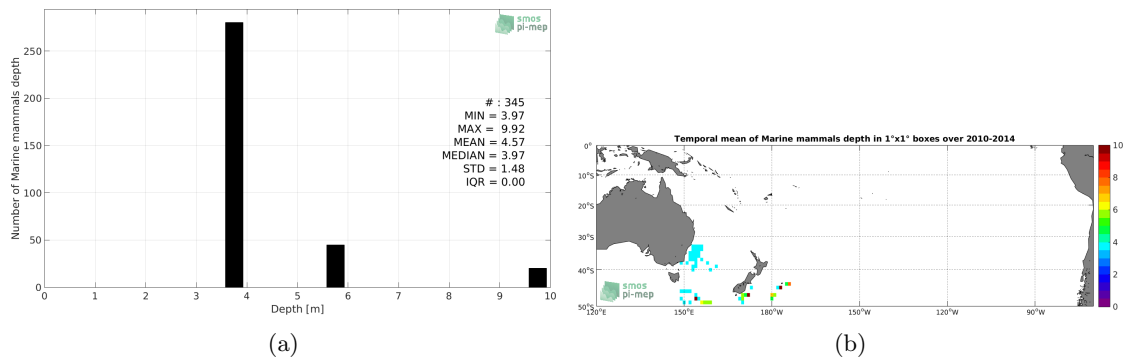 smos
pi-mep
Number of Marine mammals depth
250
200
150
100
50
0
# : 345
MIN = 3.97
MAX = 9.92
MEAN = 4.57
MEDIAN = 3.97
STD = 1.48
IQR = 0.00
0 1 2 3 4 5 6 7 8 9 10
Depth [m]
(a)
Temporal mean of Marine mammals depth in 1°x1° boxes over 2010-2014
0°
10°S
20°S
30°S
40°S
50°S
120°E 150°E 180°W 150°W 120°W 90°W
10
8
6
4
2
0
smos
pi-mep
(b)